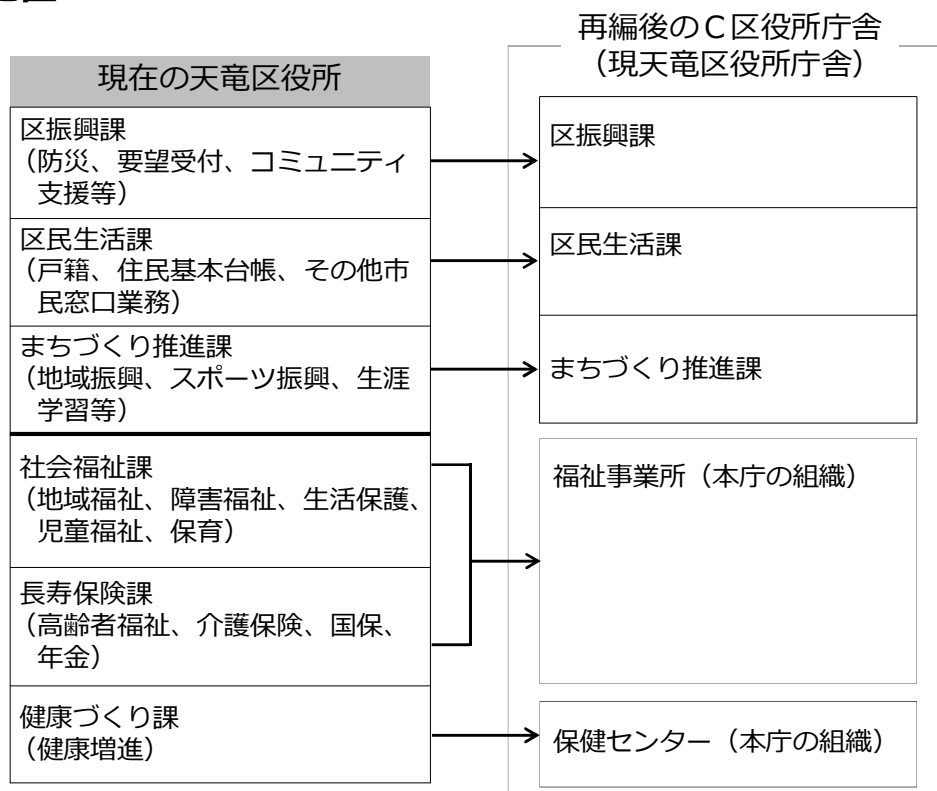 現在の天竜区役所
区振興課
（防災、要望受付、コミュニティ
支援等）
区民生活課
（戸籍、住民基本台帳、その他市
民窓口業務）
まちづくり推進課
（地域振興、スポーツ振興、生涯
学習等）
社会福祉課
（地域福祉、障害福祉、生活保護、
児童福祉、保育）
長寿保険課
（高齢者福祉、介護保険、国保、
年金）
健康づくり課
（健康増進）
再編後のＣ区役所庁舎
（現天竜区役所庁舎）
区振興課
区民生活課
まちづくり推進課
福祉事業所（本庁の組織）
保健センター（本庁の組織）